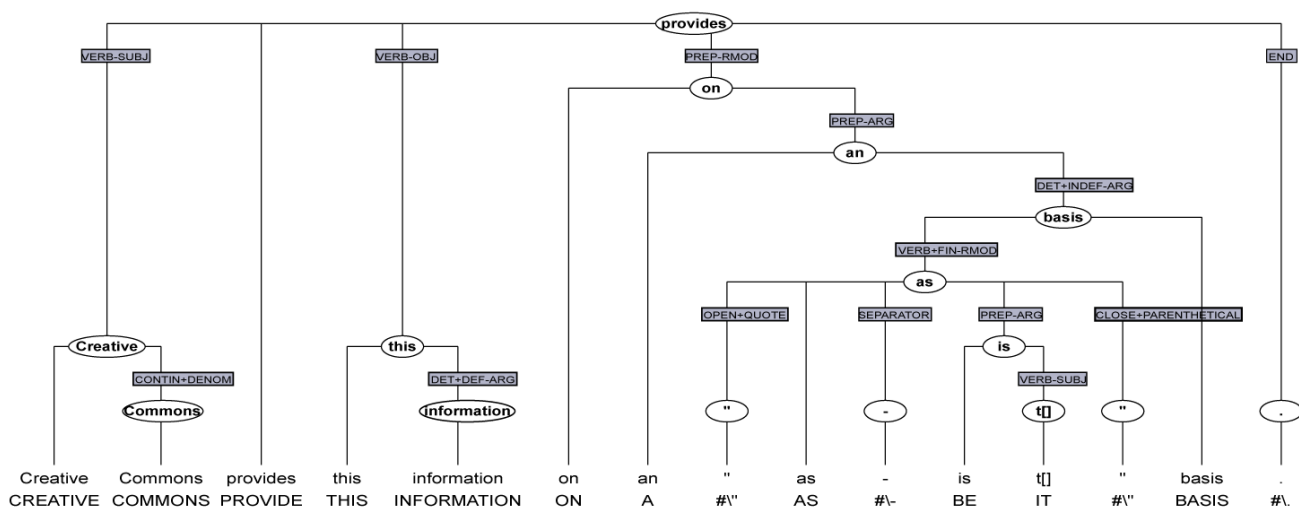 provides
VERB-SUBJ VERB-OBJ PREP-RMOD END
on
PREP-ARG
an
DET+INDEF-ARG
basis
VERB+FIN-RMOD
as
OPEN+QUOTE SEPARATOR PREP-ARG CLOSE+PARENTHETICAL
Creative this is
CONTIN+DENOM DET+DEF-ARG VERB-SUBJ
Commons information " - t[] " .
Creative Commons provides this information on an " as - is t[] " basis .
CREATIVE COMMONS PROVIDE THIS INFORMATION ON A #\" AS #\- BE IT #\" BASIS #\.